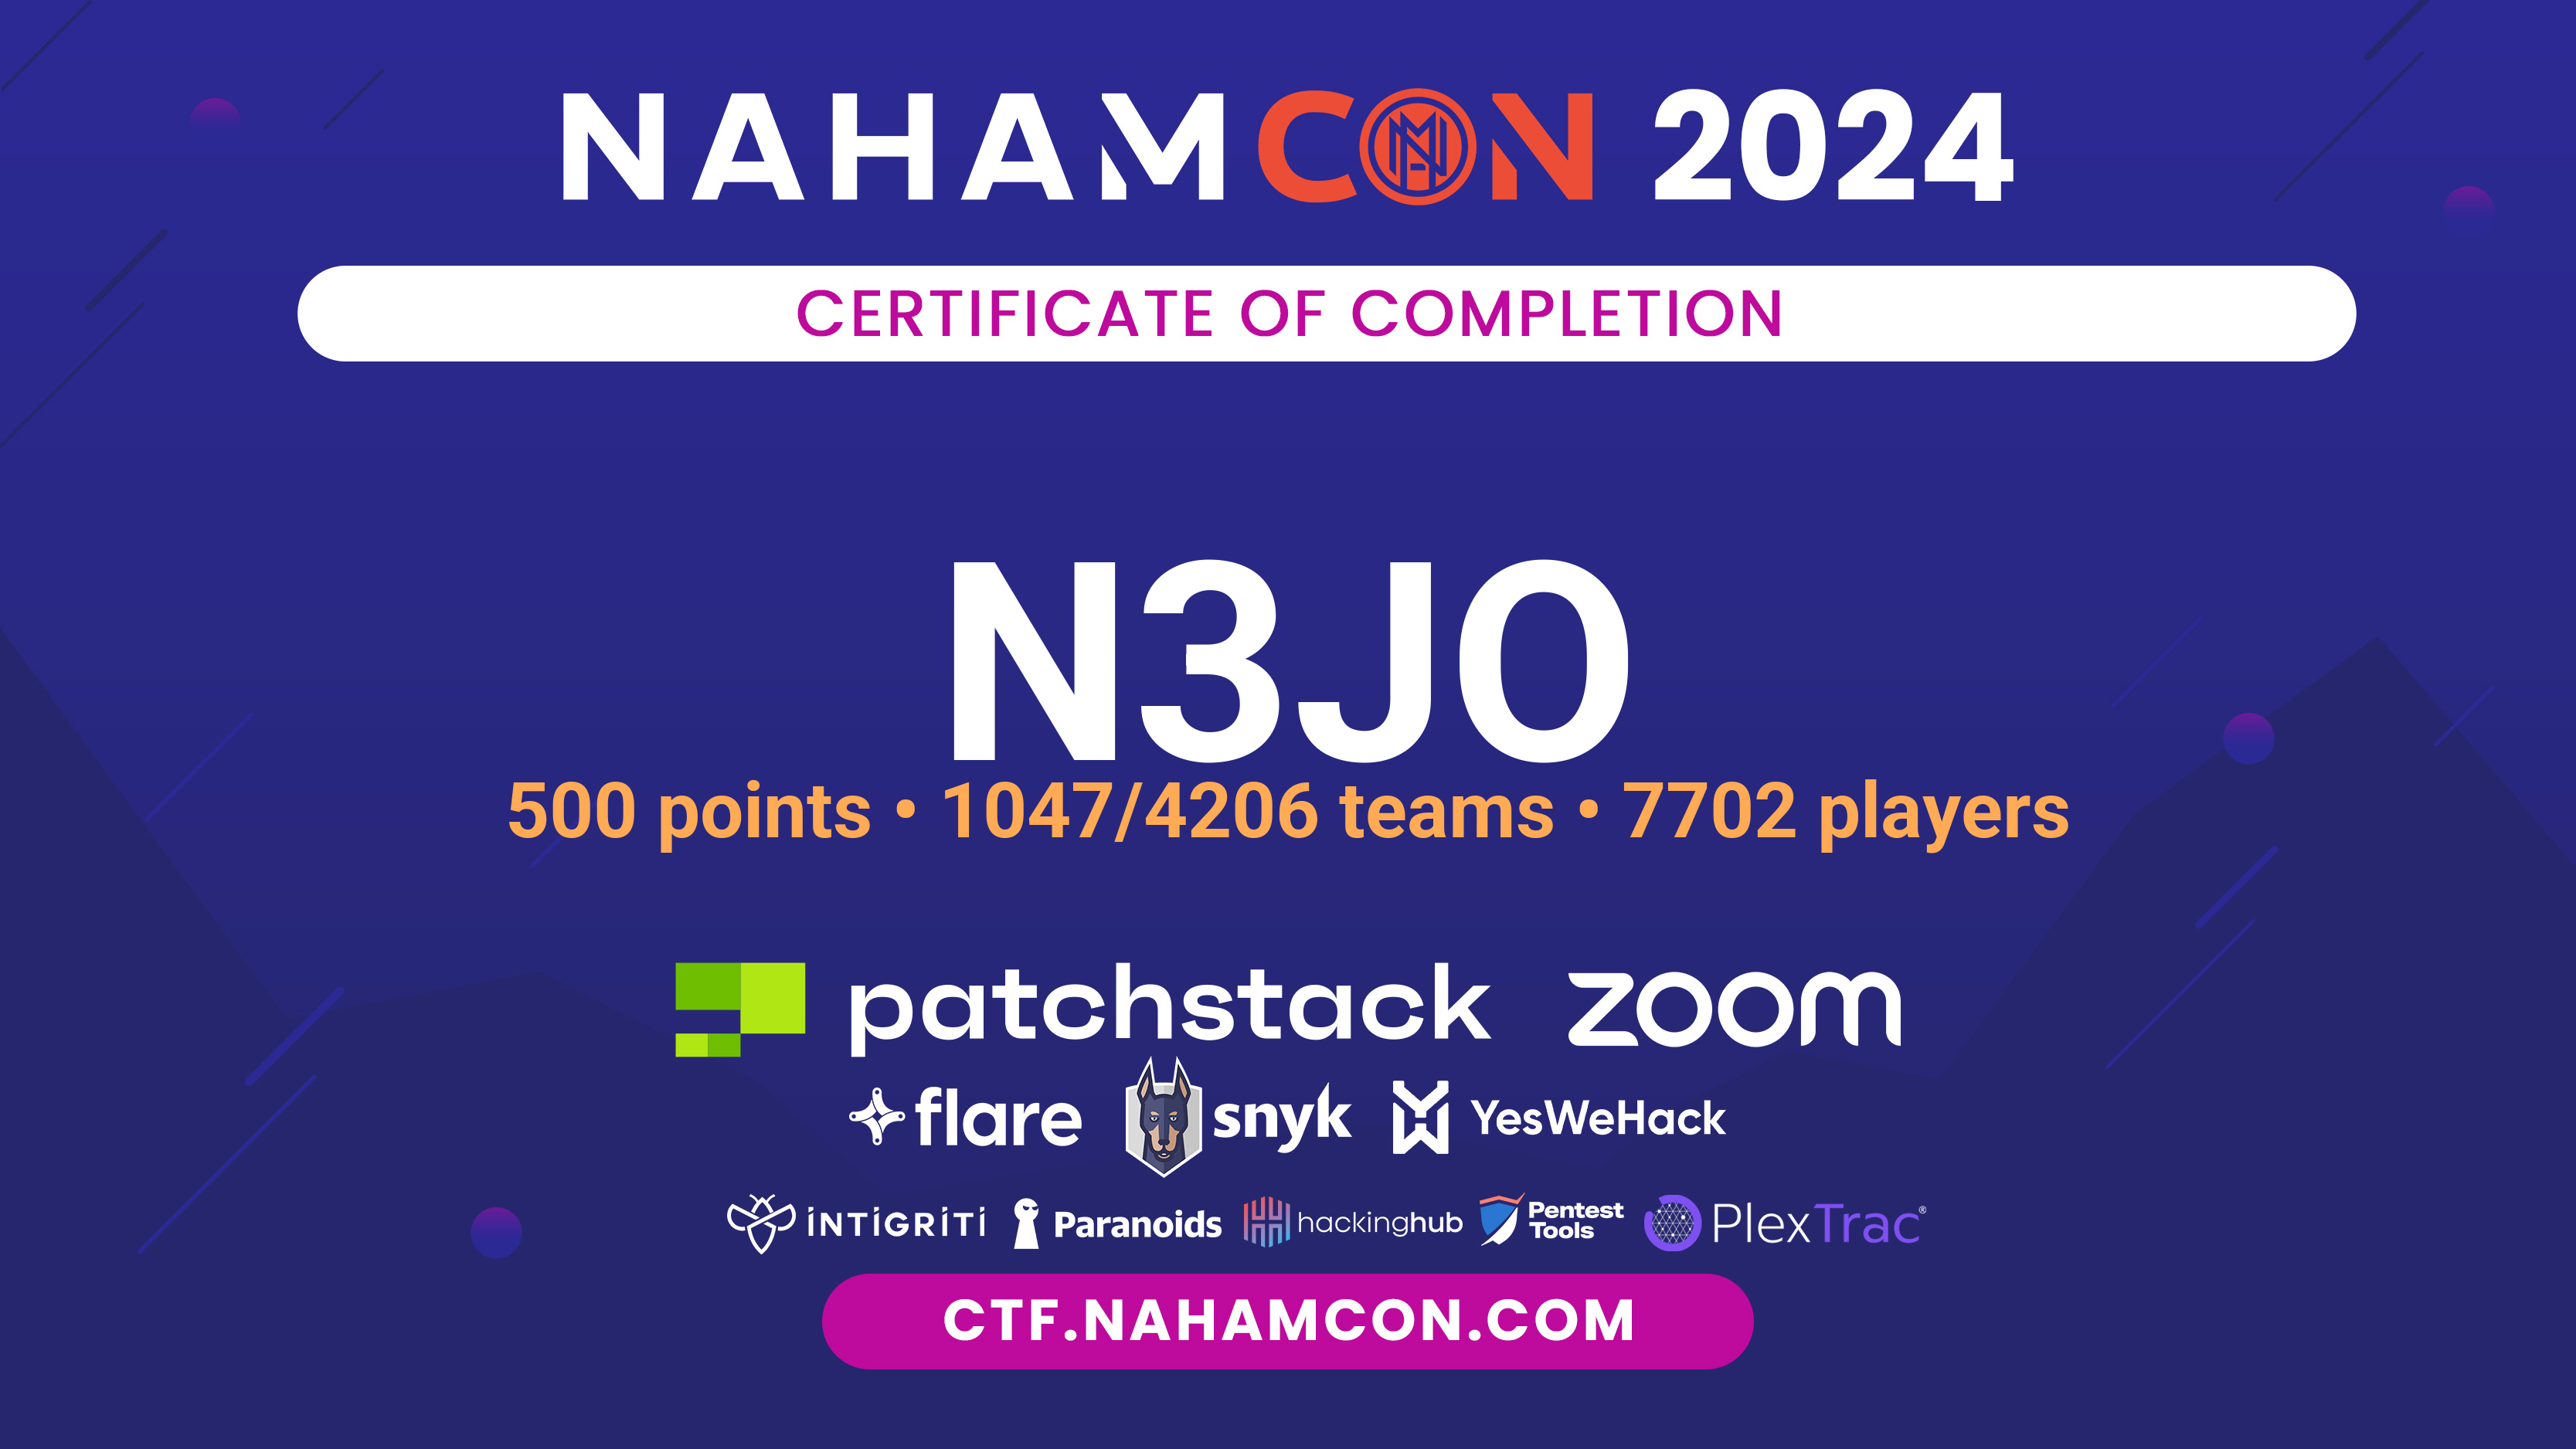 NAHAMCON 2024
CERTIFICATE OF COMPLETION
N3JO
500 points • 1047/4206 teams • 7702 players
patchstack zoom
flare snyk YesWeHack
INTIGRITI Paranoids hackinghub Pentest Tools PlexTrac®
CTF.NAHAMCON.COM